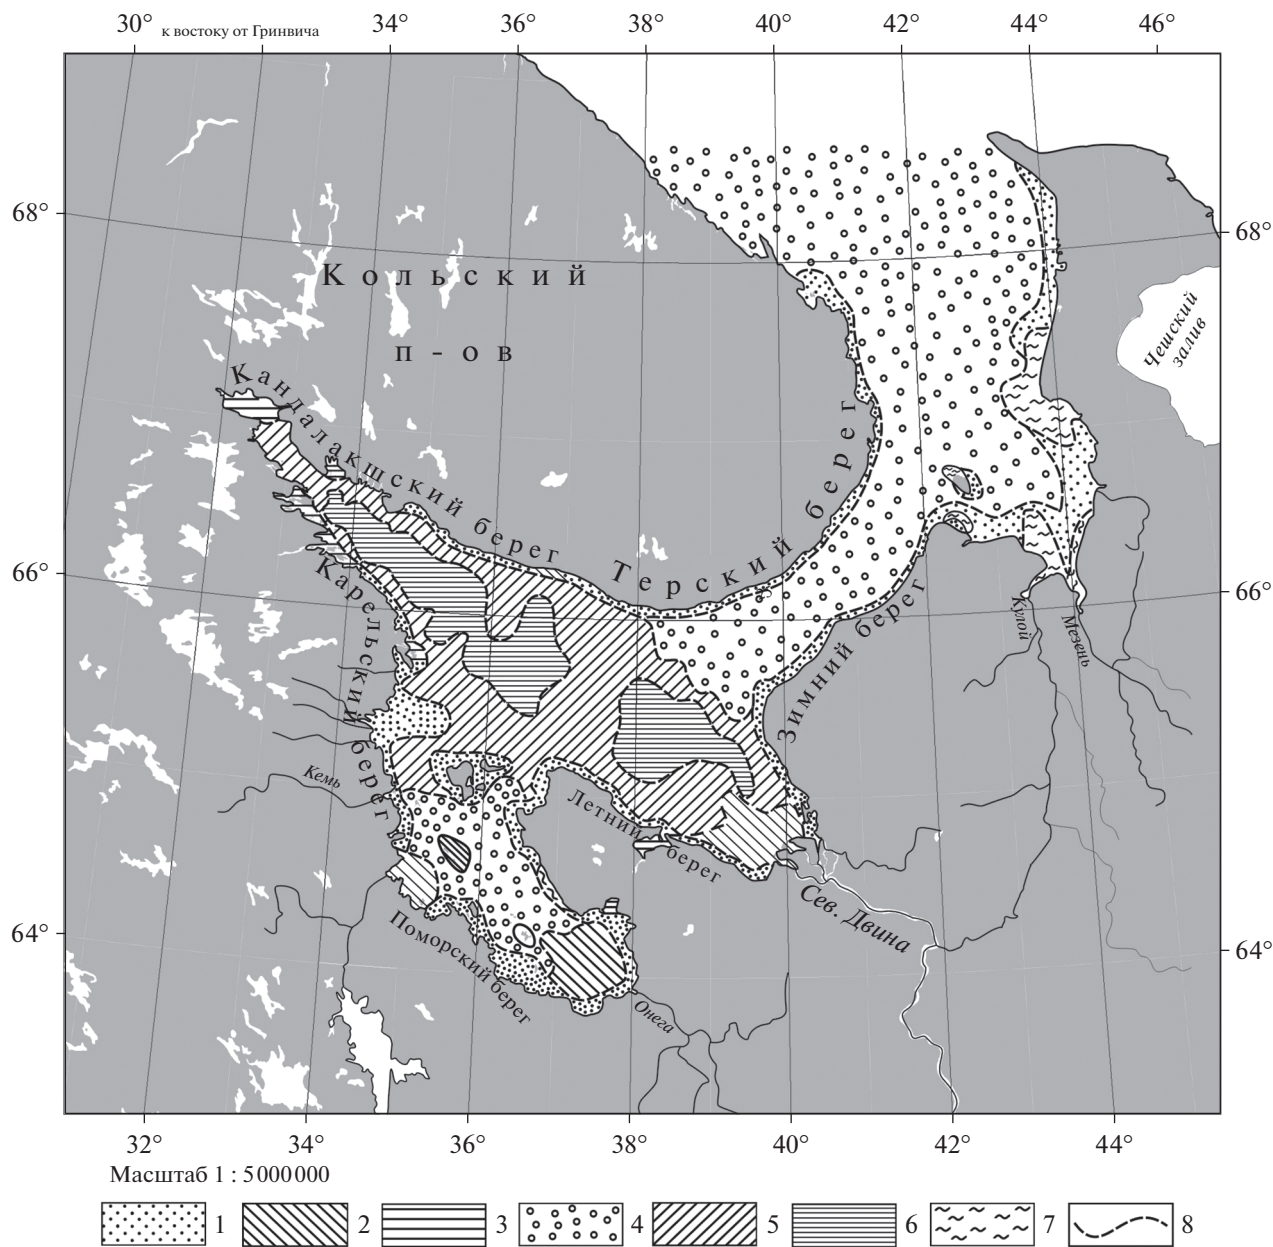 30° к востоку от Гринвича 34° 36° 38° 40° 42° 44° 46°
68° 68°
Кольский
п-ов
Чешский
залив
Кандалакшский берег
Терский берег
66° 66°
Карельский берег
Зимний берег
Кулой
Мезень
Кемь
Летний берег
Сев. Двина
64° 64°
Поморский берег
Онега
32° 34° 36° 38° 40° 42° 44°
Масштаб 1 : 5000000
1 2 3 4 5 6 7 8